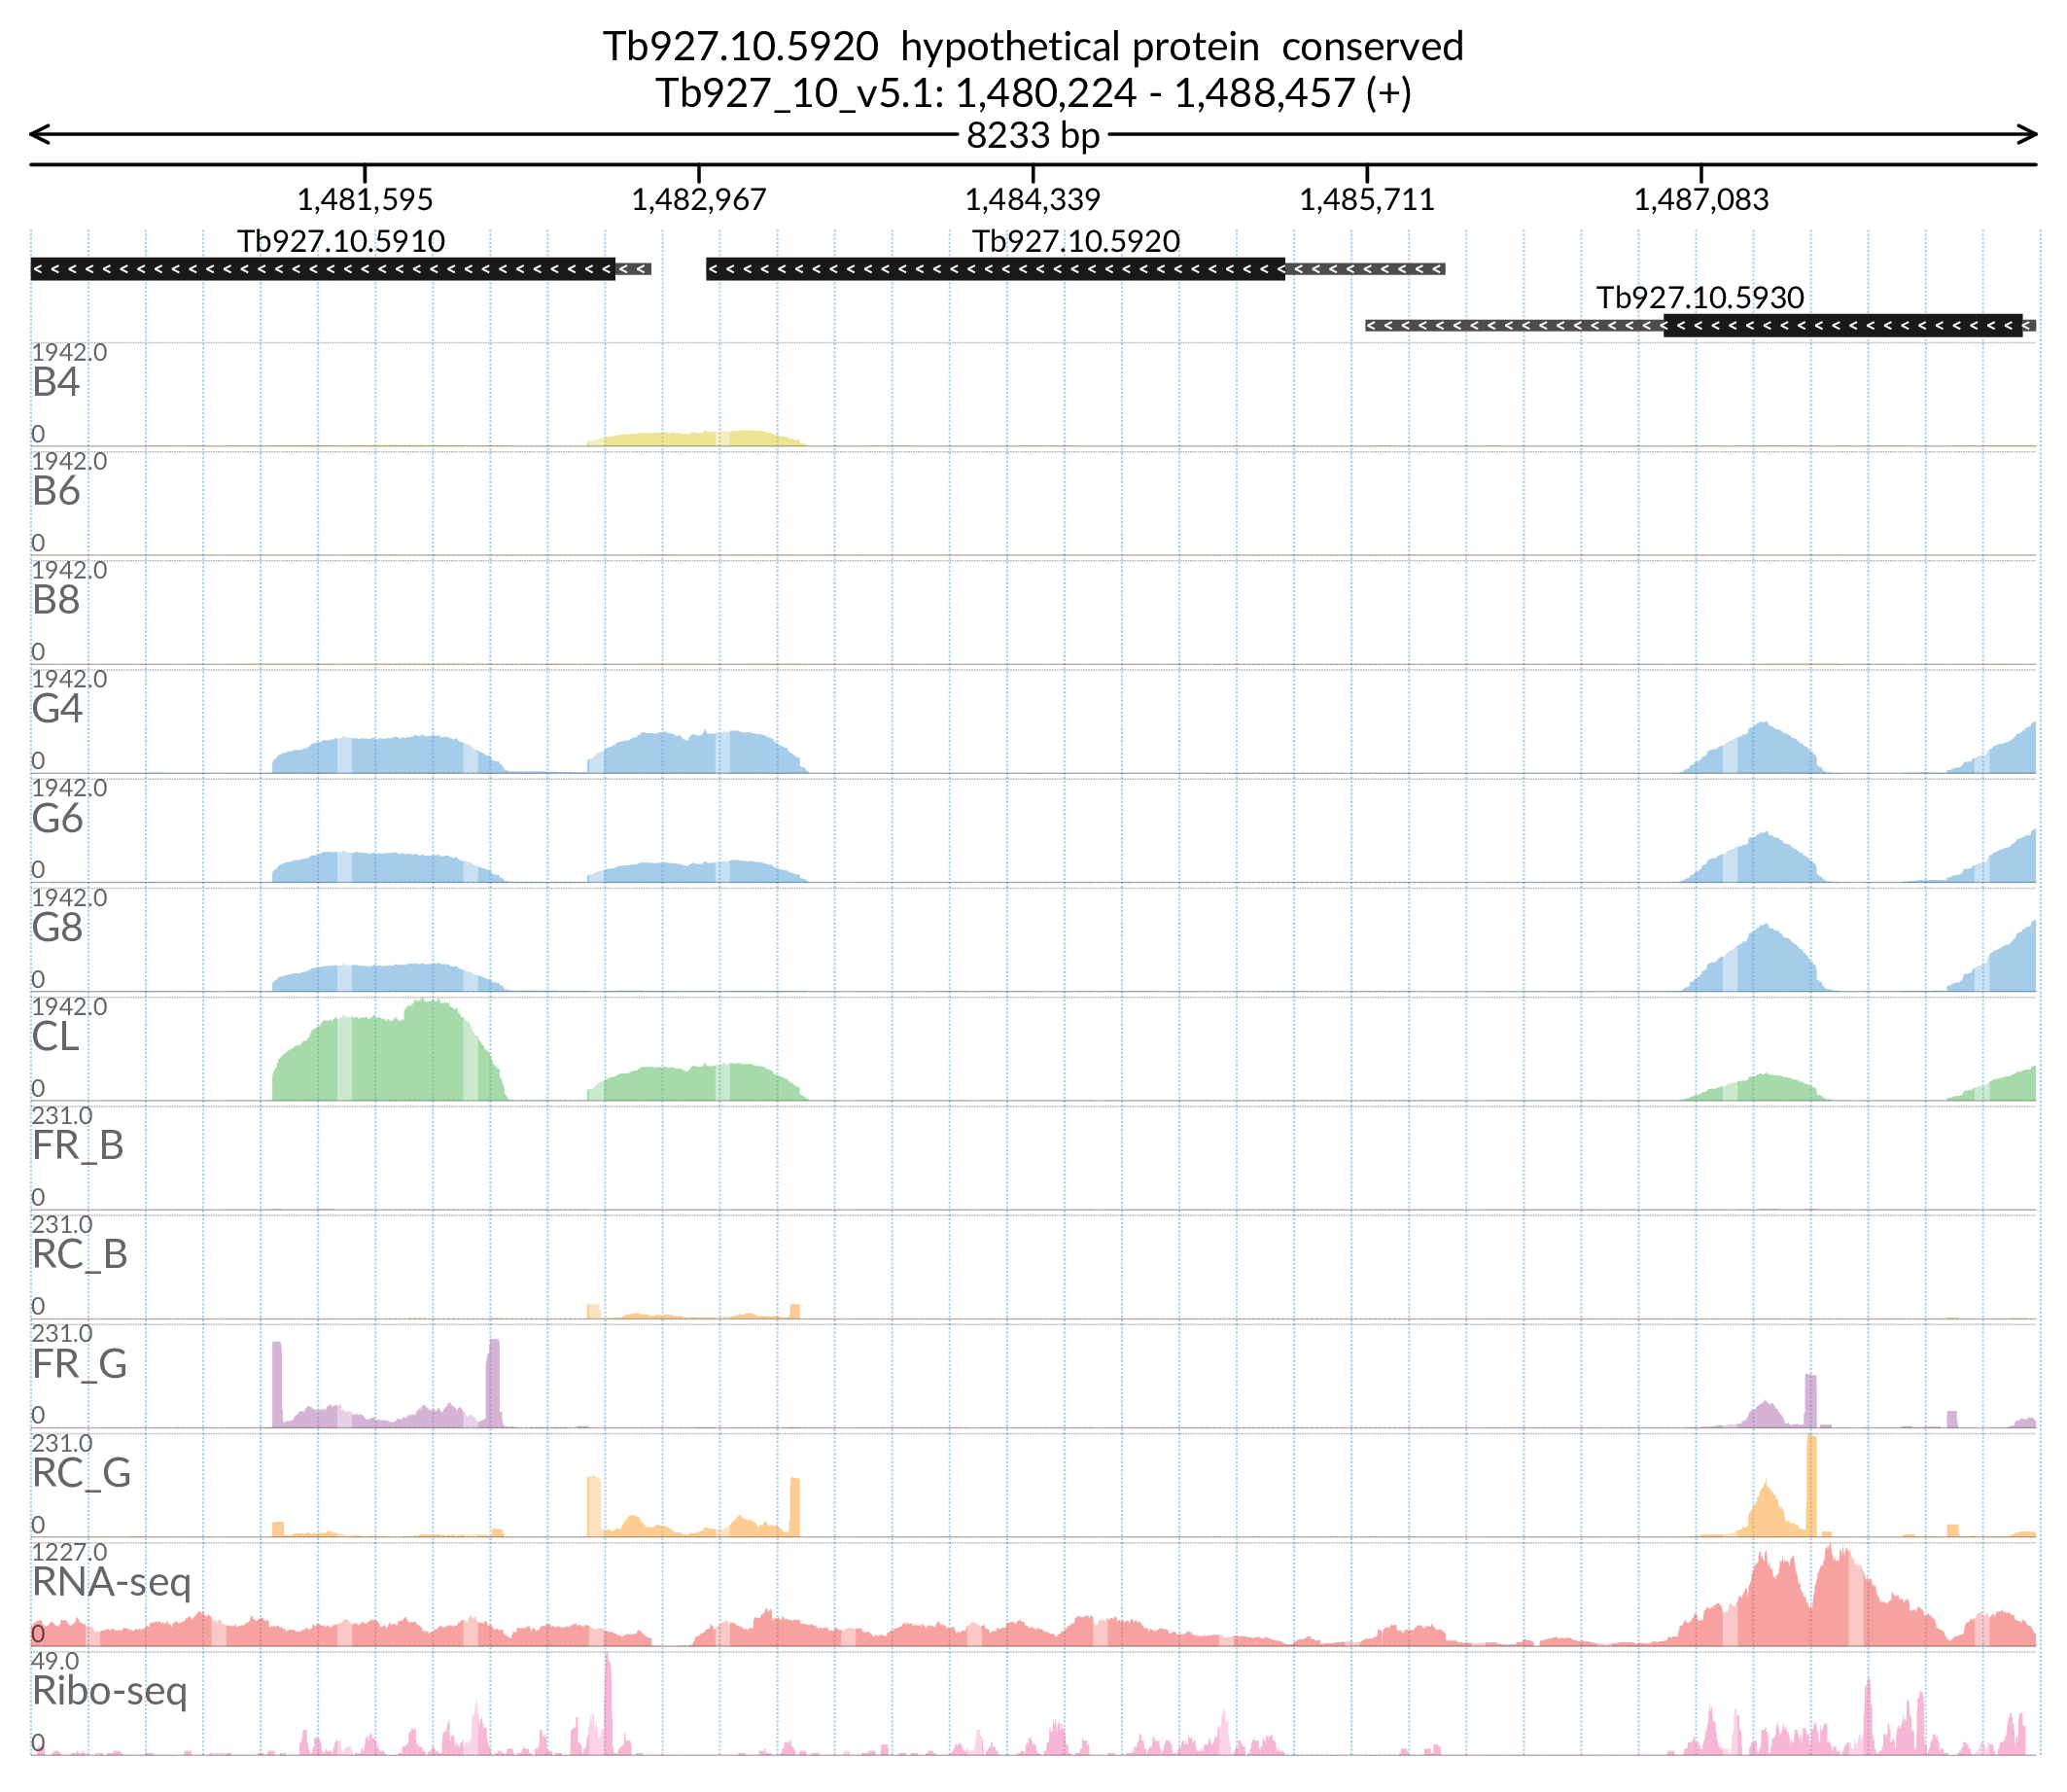 Tb927.10.5920  hypothetical protein  conserved
Tb927_10_v5.1: 1,480,224 - 1,488,457 (+)
8233 bp
1,481,595 1,482,967 1,484,339 1,485,711 1,487,083
Tb927.10.5910 Tb927.10.5920
Tb927.10.5930
1942.0
B4
0
1942.0
B6
0
1942.0
B8
0
1942.0
G4
0
1942.0
G6
0
1942.0
G8
0
1942.0
CL
0
231.0
FR_B
0
231.0
RC_B
0
231.0
FR_G
0
231.0
RC_G
0
1227.0
RNA-seq
0
49.0
Ribo-seq
0